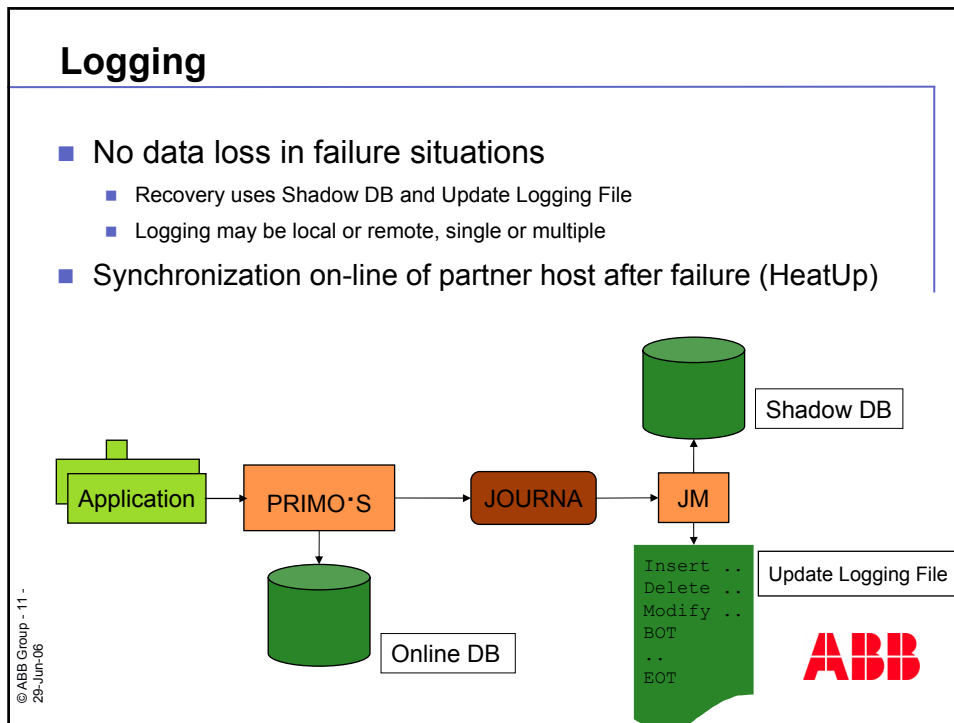 Logging
No data loss in failure situations
Recovery uses Shadow DB and Update Logging File
Logging may be local or remote, single or multiple
Synchronization on-line of partner host after failure (HeatUp)
Shadow DB
Application
PRIMO·S
JOURNA
JM
Insert ..
Delete ..
Modify ..
BOT
..
EOT
Update Logging File
Online DB
© ABB Group - 11 -
29-Jun-06
ABB